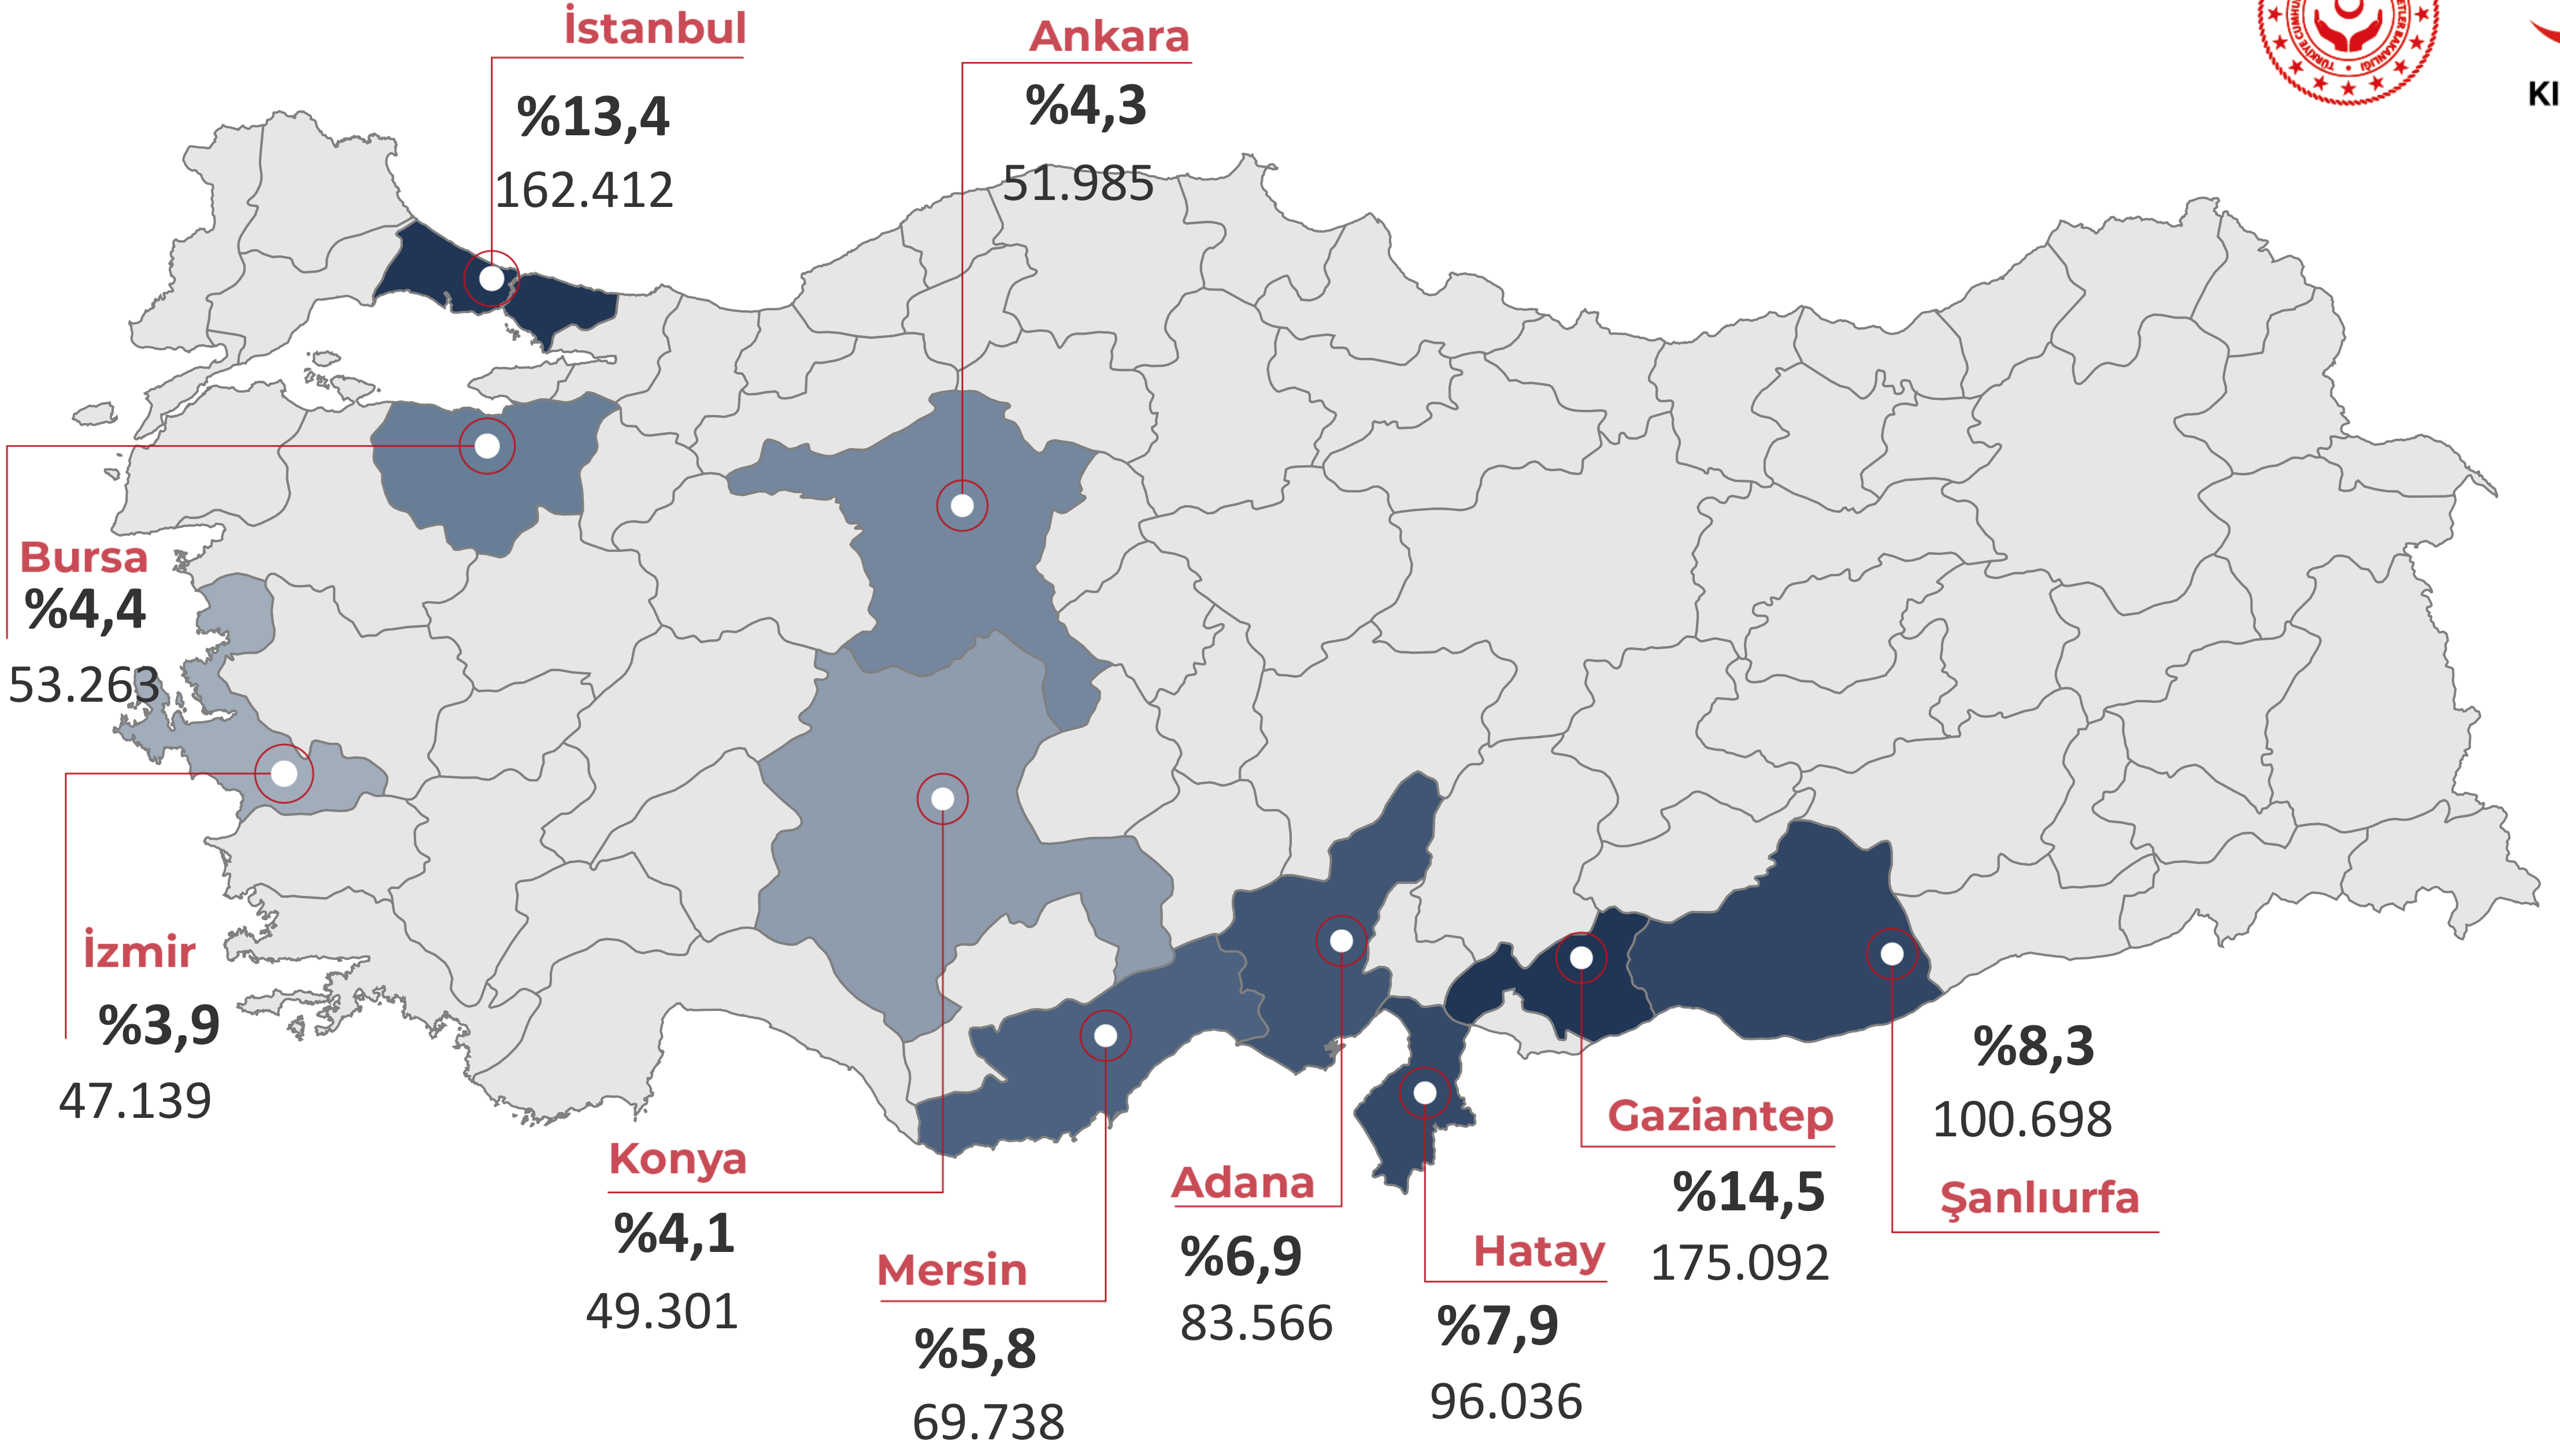 İstanbul
%13,4
162.412
Ankara
%4,3
51.985
Bursa
%4,4
53.263
İzmir
%3,9
47.139
Konya
%4,1
49.301
Mersin
%5,8
69.738
Adana
%6,9
83.566
Hatay
%7,9
96.036
Gaziantep
%14,5
175.092
%8,3
100.698
Şanlıurfa
KI